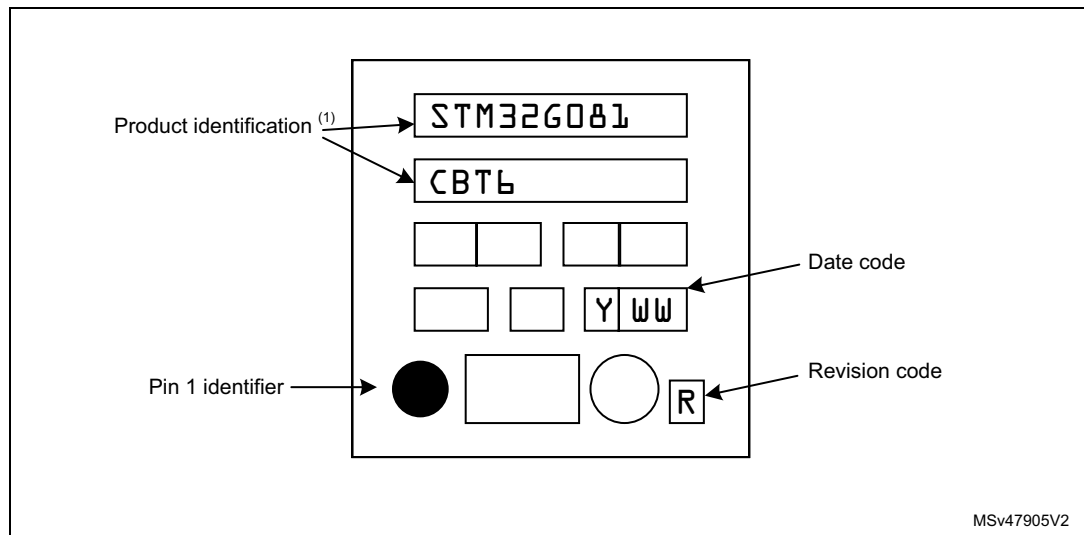 STM32G081
Product identification (1)
CBT6
Date code
Y WW
Revision code
Pin 1 identifier
R
MSv47905V2